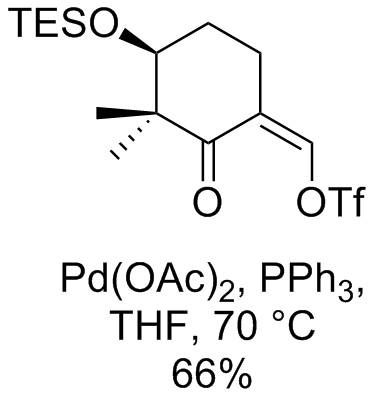 TESO
O
OTf
Pd(OAc)2, PPh3,
THF, 70 °C
66%